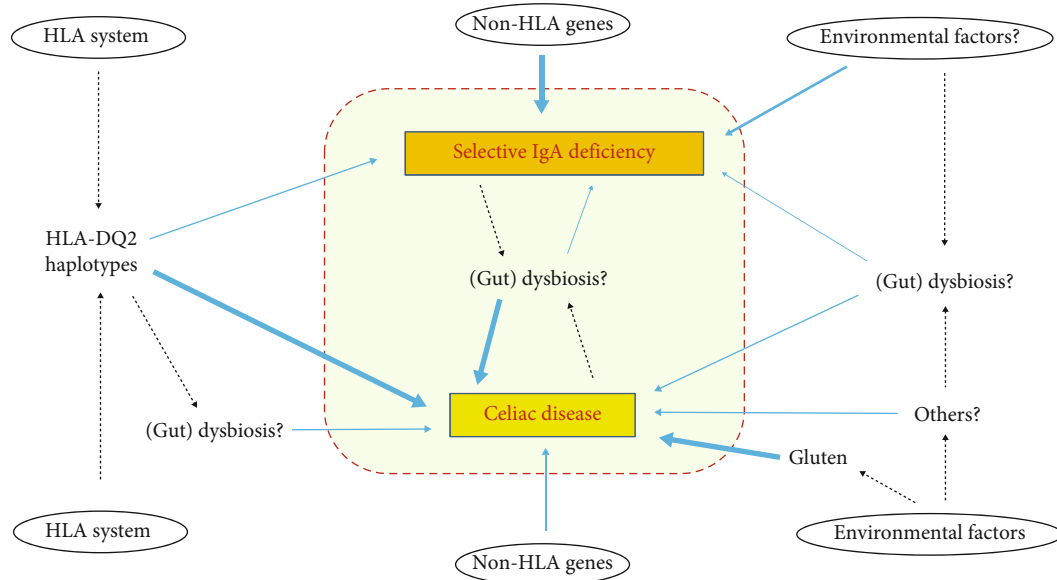 HLA system
Non-HLA genes
Environmental factors?
Selective IgA deficiency
HLA-DQ2
haplotypes
(Gut) dysbiosis?
(Gut) dysbiosis?
Celiac disease
(Gut) dysbiosis?
Others?
Gluten
HLA system
Non-HLA genes
Environmental factors